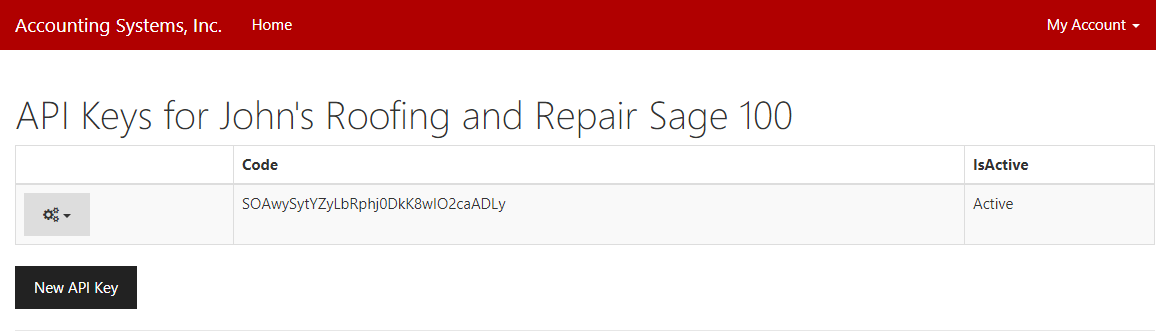 Accounting Systems, Inc. Home My Account
API Keys for John's Roofing and Repair Sage 100
Code IsActive
SOAwySytYZyLbRphj0DkK8wIO2caADLy Active
New API Key